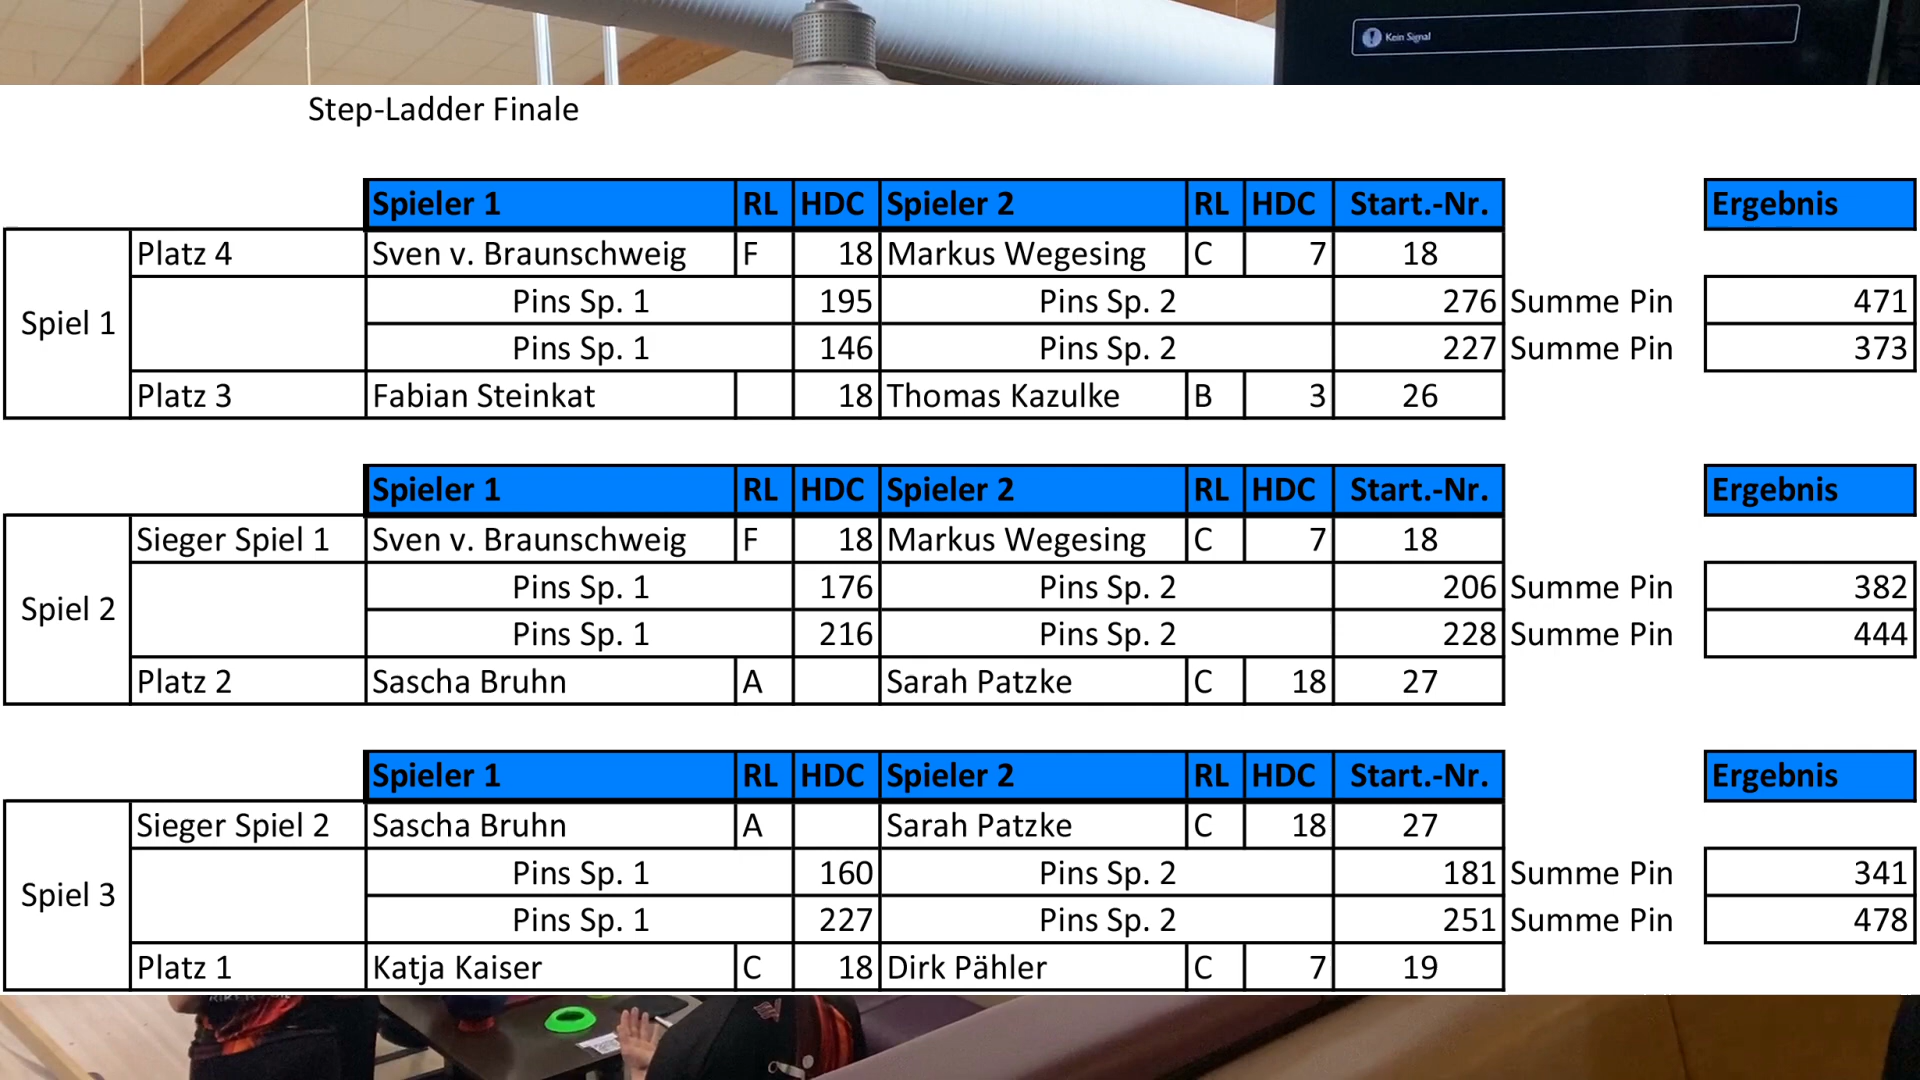 Kein Signal
Step-Ladder Finale
Spieler 1 RL HDC Spieler 2 RL HDC Start.-Nr. Ergebnis
Platz 4 Sven v. Braunschweig F 18 Markus Wegesing C 7 18
Spiel 1
Pins Sp. 1 195 Pins Sp. 2 276 Summe Pin 471
Pins Sp. 1 146 Pins Sp. 2 227 Summe Pin 373
Platz 3 Fabian Steinkat 18 Thomas Kazulke B 3 26
Spieler 1 RL HDC Spieler 2 RL HDC Start.-Nr. Ergebnis
Sieger Spiel 1 Sven v. Braunschweig F 18 Markus Wegesing C 7 18
Spiel 2
Pins Sp. 1 176 Pins Sp. 2 206 Summe Pin 382
Pins Sp. 1 216 Pins Sp. 2 228 Summe Pin 444
Platz 2 Sascha Bruhn A Sarah Patzke C 18 27
Spieler 1 RL HDC Spieler 2 RL HDC Start.-Nr. Ergebnis
Sieger Spiel 2 Sascha Bruhn A Sarah Patzke C 18 27
Spiel 3
Pins Sp. 1 160 Pins Sp. 2 181 Summe Pin 341
Pins Sp. 1 227 Pins Sp. 2 251 Summe Pin 478
Platz 1 Katja Kaiser C 18 Dirk Pähler C 7 19